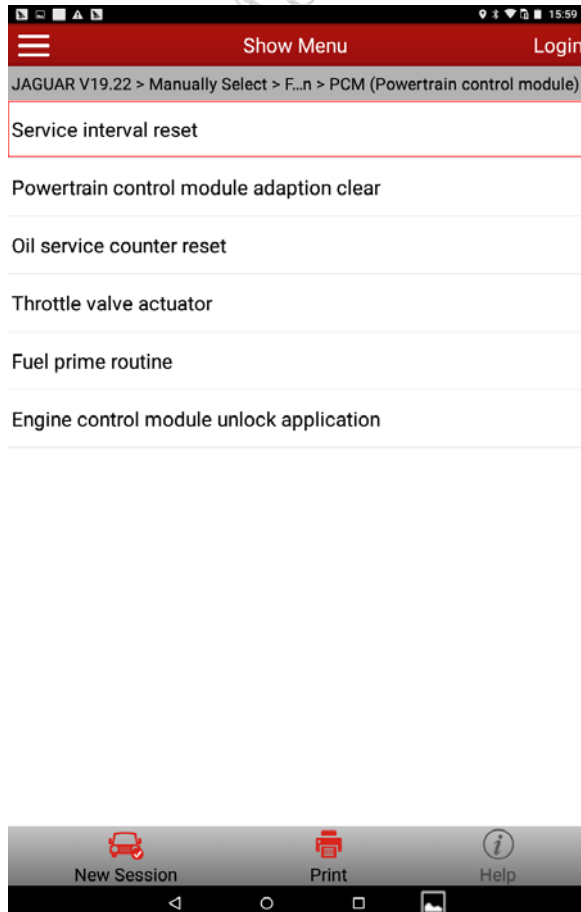 15:59
Show Menu
Login
JAGUAR V19.22 > Manually Select > F...n > PCM (Powertrain control module)
Service interval reset
Powertrain control module adaption clear
Oil service counter reset
Throttle valve actuator
Fuel prime routine
Engine control module unlock application
New Session
Print
Help